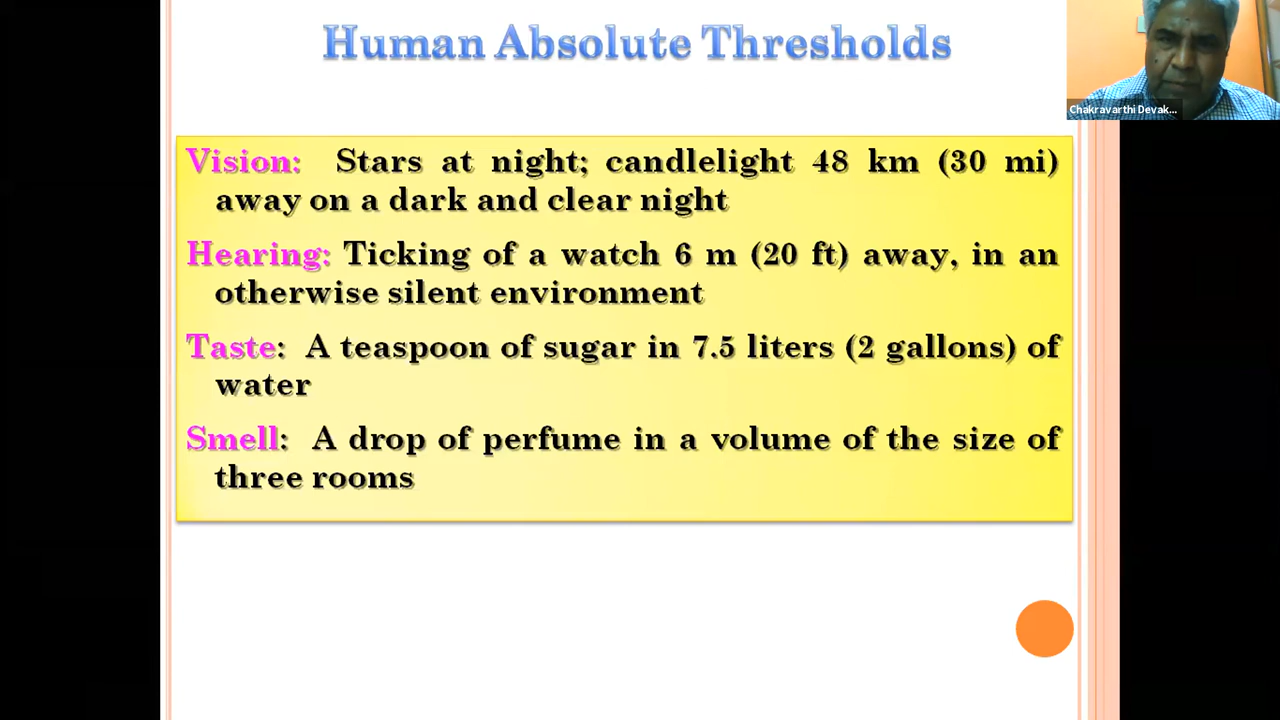 Human Absolute Thresholds
Chakravarthi Devak...
Vision: Stars at night; candlelight 48 km (30 mi)
away on a dark and clear night
Hearing: Ticking of a watch 6 m (20 ft) away, in an
otherwise silent environment
Taste: A teaspoon of sugar in 7.5 liters (2 gallons) of
water
Smell: A drop of perfume in a volume of the size of
three rooms